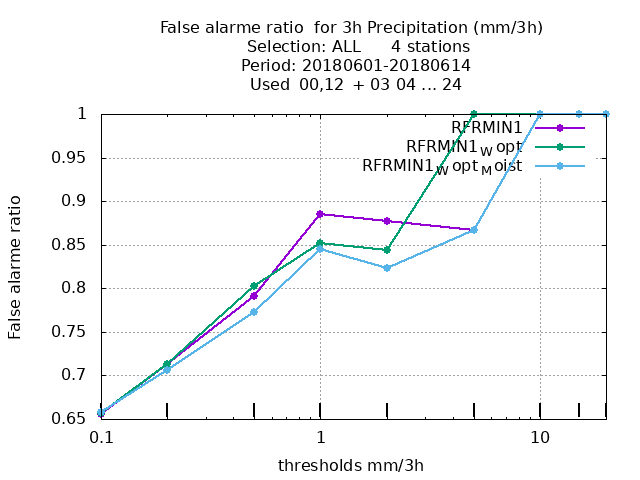 False alarme ratio  for 3h Precipitation (mm/3h)
Selection: ALL      4 stations
Period: 20180601-20180614
Used  00,12  + 03 04 ... 24
RFRMIN1
RFRMIN1_W opt
RFRMIN1_W opt_M oist
1
0.95
0.9
0.85
0.8
0.75
0.7
0.65
False alarme ratio
0.1 1 10
thresholds mm/3h